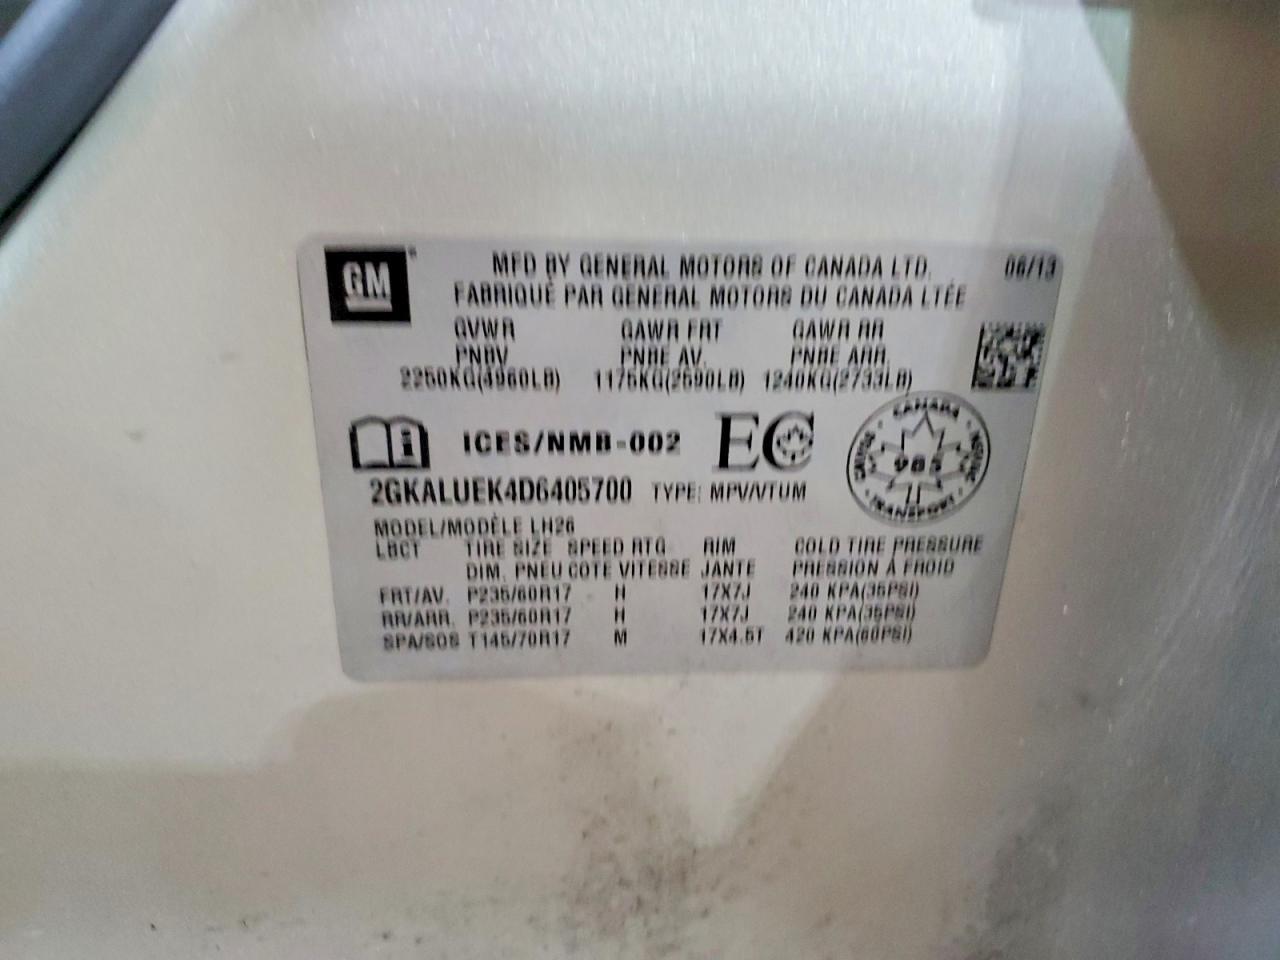 GM
MFD BY GENERAL MOTORS OF CANADA LTD. 06/13
FABRIQUÉ PAR GENERAL MOTORS DU CANADA LTÉE
GVWR GAWR FRT GAWR RR
PNBV PNBE AV. PNBE ARR.
2250KG(4960LB) 1175KG(2590LB) 1240KG(2733LB)
ICES/NMB-002 EC
CANADA
983
TRANSPORT
2GKALUEK4D6405700 TYPE: MPV/VTUM
MODEL/MODÈLE LH26
LBCT TIRE SIZE SPEED RTG RIM COLD TIRE PRESSURE
DIM. PNEU COTE VITESSE JANTE PRESSION À FROID
FRT/AV. P235/60R17 H 17X7J 240 KPA(35PSI)
RR/ARR. P235/60R17 H 17X7J 240 KPA(35PSI)
SPA/SOS T145/70R17 M 17X4.5T 420 KPA(60PSI)